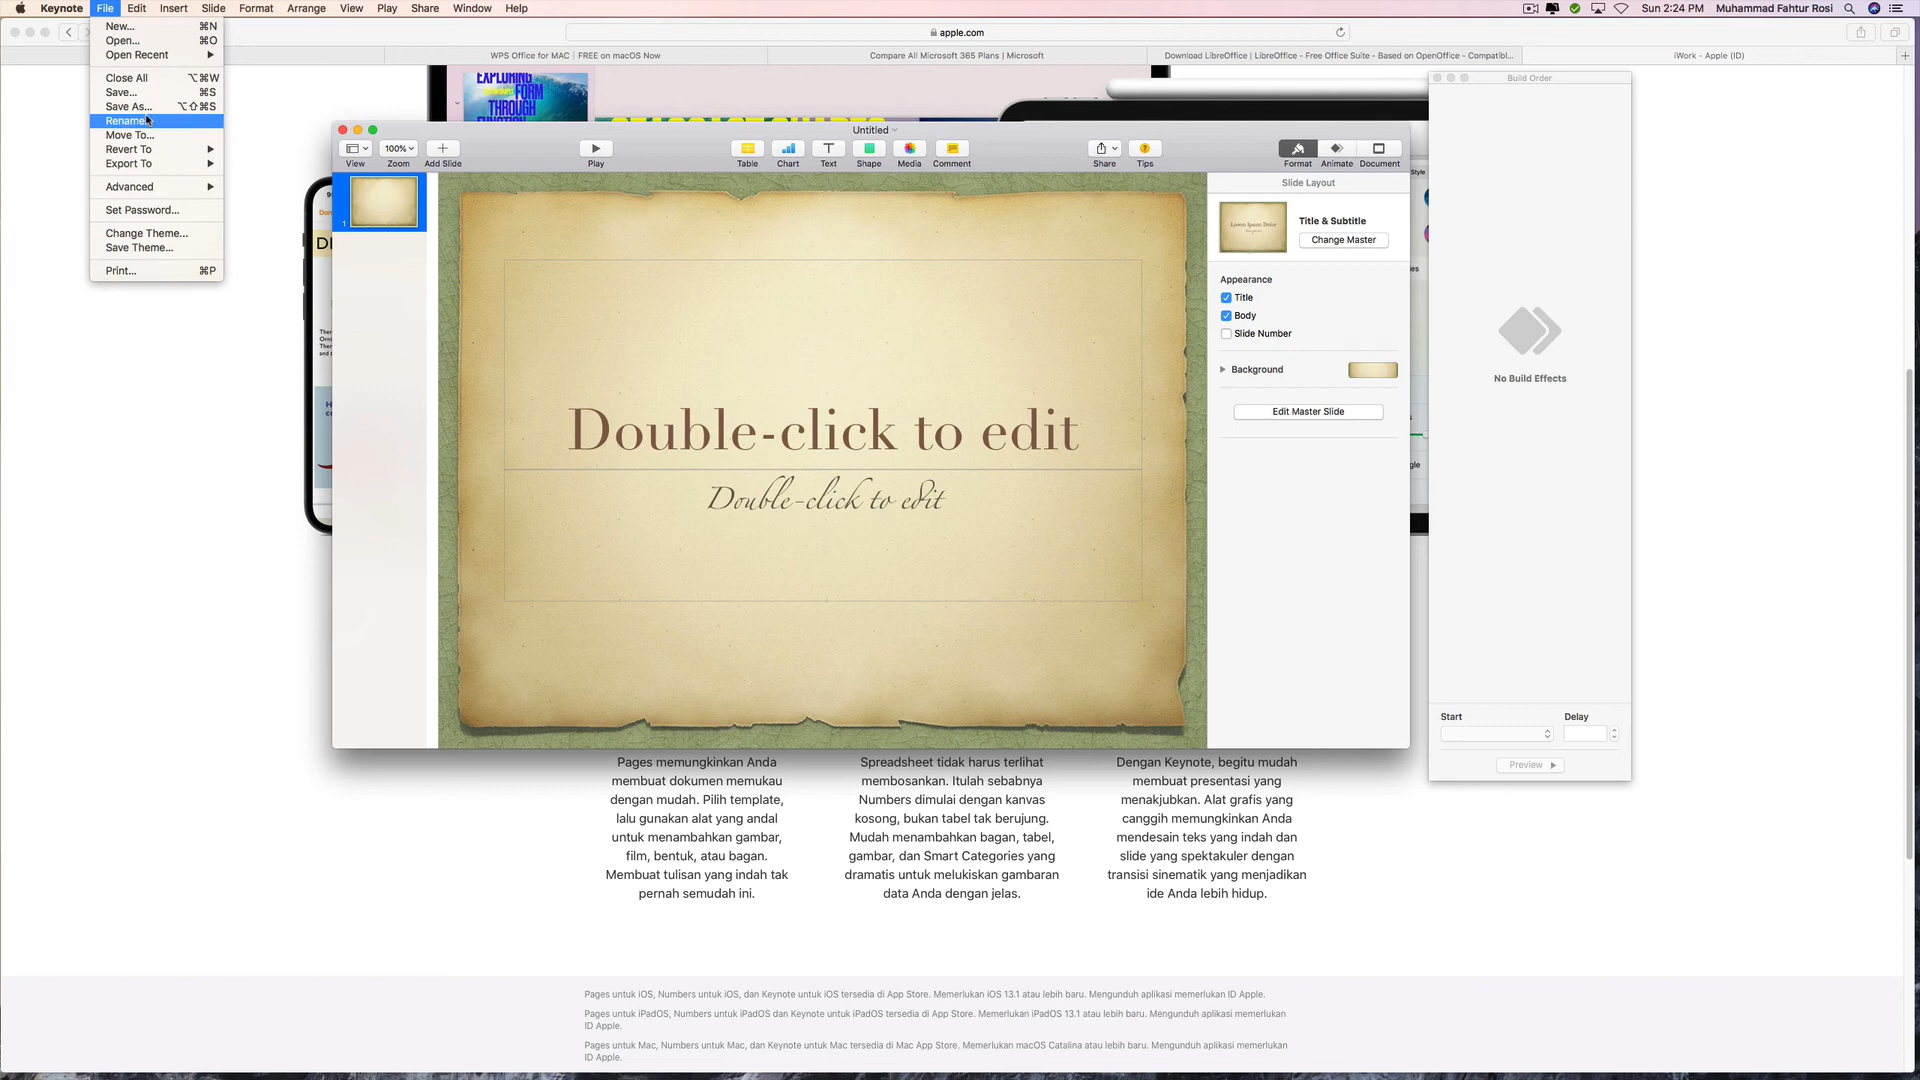 Keynote File Edit Insert Slide Format Arrange View Play Share Window Help Sun 2:24 PM Muhammad Fahtur Rosi
apple.com
WPS Office for MAC | FREE on macOS Now
Compare All Microsoft 365 Plans | Microsoft
Download LibreOffice | LibreOffice - Free Office Suite - Based on OpenOffice - Compatibl...
iWork - Apple (ID)
New... ⌘N
Open... ⌘O
Open Recent
Close All ⌥⌘W
Save... ⌘S
Save As... ⌥⇧⌘S
Rename...
Move To...
Revert To
Export To
Advanced
Set Password...
Change Theme...
Save Theme...
Print... ⌘P
EXPLORING
FORM
THROUGH
FUNCTION
Untitled
100%
View Zoom Add Slide Play Table Chart Text Shape Media Comment Share Tips Format Animate Document
1
Double-click to edit
Double-click to edit
Slide Layout
Title & Subtitle
Change Master
Appearance
Title
Body
Slide Number
Background
Edit Master Slide
Build Order
No Build Effects
Start Delay
Preview
Style
Pages memungkinkan Anda
membuat dokumen memukau
dengan mudah. Pilih template,
lalu gunakan alat yang andal
untuk menambahkan gambar,
film, bentuk, atau bagan.
Membuat tulisan yang indah tak
pernah semudah ini.
Spreadsheet tidak harus terlihat
membosankan. Itulah sebabnya
Numbers dimulai dengan kanvas
kosong, bukan tabel tak berujung.
Mudah menambahkan bagan, tabel,
gambar, dan Smart Categories yang
dramatis untuk melukiskan gambaran
data Anda dengan jelas.
Dengan Keynote, begitu mudah
membuat presentasi yang
menakjubkan. Alat grafis yang
canggih memungkinkan Anda
mendesain teks yang indah dan
slide yang spektakuler dengan
transisi sinematik yang menjadikan
ide Anda lebih hidup.
Pages untuk iOS, Numbers untuk iOS, dan Keynote untuk iOS tersedia di App Store. Memerlukan iOS 13.1 atau lebih baru. Mengunduh aplikasi memerlukan ID Apple.
Pages untuk iPadOS, Numbers untuk iPadOS dan Keynote untuk iPadOS tersedia di App Store. Memerlukan iPadOS 13.1 atau lebih baru. Mengunduh aplikasi memerlukan
ID Apple.
Pages untuk Mac, Numbers untuk Mac, dan Keynote untuk Mac tersedia di Mac App Store. Memerlukan macOS Catalina atau lebih baru. Mengunduh aplikasi memerlukan
ID Apple.